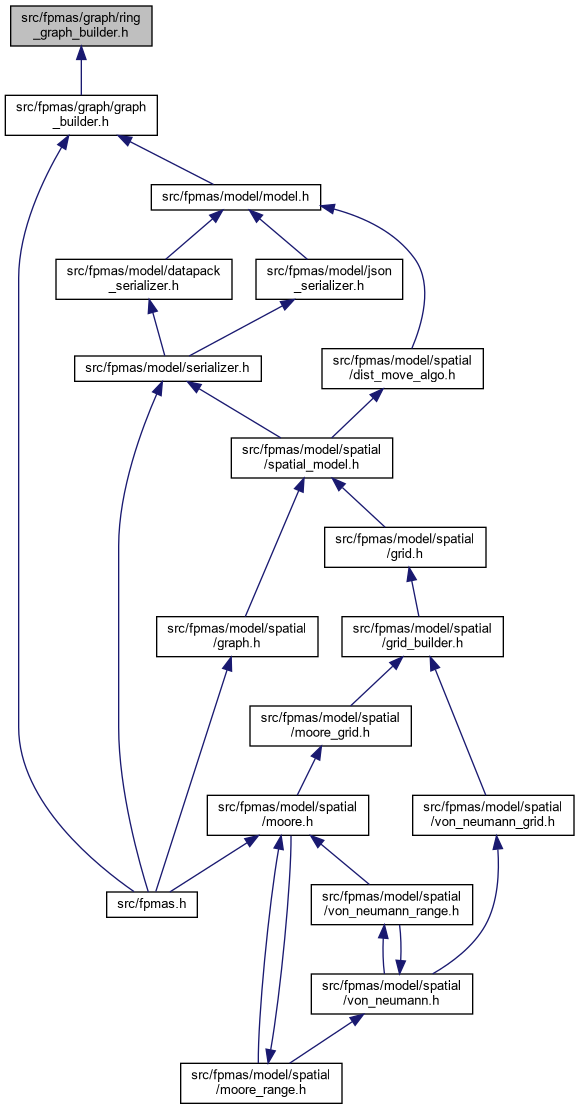 src/fpmas/graph/ring
_graph_builder.h
src/fpmas/graph/graph
_builder.h
src/fpmas/model/model.h
src/fpmas/model/datapack
_serializer.h
src/fpmas/model/json
_serializer.h
src/fpmas/model/serializer.h
src/fpmas/model/spatial
/dist_move_algo.h
src/fpmas/model/spatial
/spatial_model.h
src/fpmas/model/spatial
/grid.h
src/fpmas/model/spatial
/graph.h
src/fpmas/model/spatial
/grid_builder.h
src/fpmas/model/spatial
/moore_grid.h
src/fpmas/model/spatial
/moore.h
src/fpmas/model/spatial
/von_neumann_grid.h
src/fpmas.h
src/fpmas/model/spatial
/von_neumann_range.h
src/fpmas/model/spatial
/von_neumann.h
src/fpmas/model/spatial
/moore_range.h